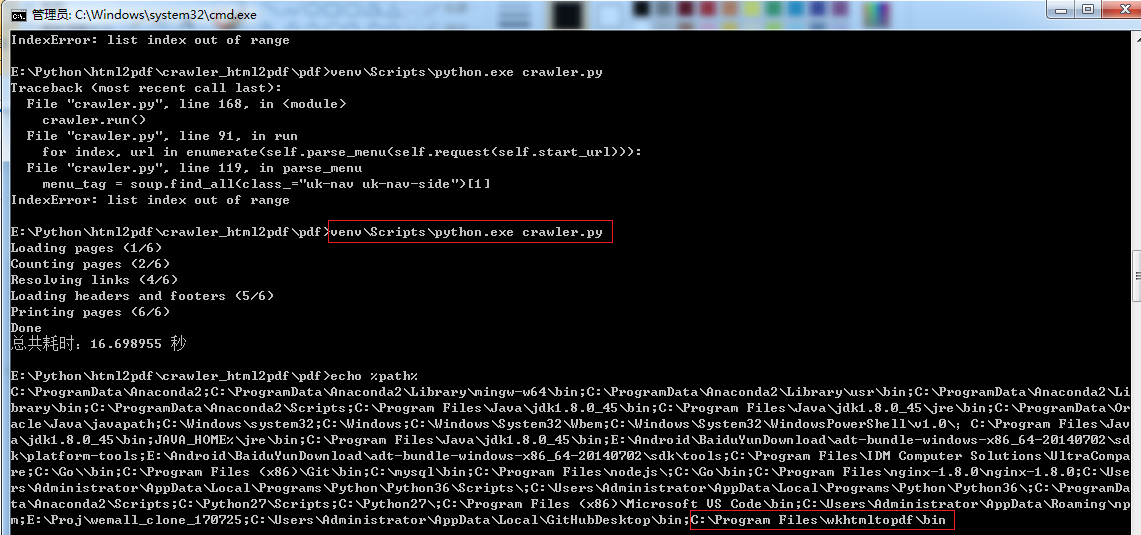 管理员: C:\Windows\system32\cmd.exe
IndexError: list index out of range
E:\Python\html2pdf\crawler_html2pdf\pdf>venv\Scripts\python.exe crawler.py
Traceback (most recent call last):
  File "crawler.py", line 168, in <module>
    crawler.run()
  File "crawler.py", line 91, in run
    for index, url in enumerate(self.parse_menu(self.request(self.start_url))):
  File "crawler.py", line 119, in parse_menu
    menu_tag = soup.find_all(class_="uk-nav uk-nav-side")[1]
IndexError: list index out of range
E:\Python\html2pdf\crawler_html2pdf\pdf>venv\Scripts\python.exe crawler.py
Loading pages (1/6)
Counting pages (2/6)
Resolving links (4/6)
Loading headers and footers (5/6)
Printing pages (6/6)
Done
总共耗时：16.698955 秒
E:\Python\html2pdf\crawler_html2pdf\pdf>echo %path%
C:\ProgramData\Anaconda2;C:\ProgramData\Anaconda2\Library\mingw-w64\bin;C:\ProgramData\Anaconda2\Library\usr\bin;C:\ProgramData\Anaconda2\Li
brary\bin;C:\ProgramData\Anaconda2\Scripts;C:\Program Files\Java\jdk1.8.0_45\bin;C:\Program Files\Java\jdk1.8.0_45\jre\bin;C:\ProgramData\Or
acle\Java\javapath;C:\Windows\system32;C:\Windows;C:\Windows\System32\Wbem;C:\Windows\System32\WindowsPowerShell\v1.0\; C:\Program Files\Jav
a\jdk1.8.0_45\bin;JAVA_HOME%\jre\bin;C:\Program Files\Java\jdk1.8.0_45\bin;E:\Android\BaiduYunDownload\adt-bundle-windows-x86_64-20140702\sd
k\platform-tools;E:\Android\BaiduYunDownload\adt-bundle-windows-x86_64-20140702\sdk\tools;C:\Program Files\IDM Computer Solutions\UltraCompa
re;C:\Go\bin;C:\Program Files (x86)\Git\bin;C:\mysql\bin;C:\Program Files\nodejs\;C:\Go\bin;C:\Program Files\nginx-1.8.0\nginx-1.8.0;C:\Use
rs\Administrator\AppData\Local\Programs\Python\Python36\Scripts\;C:\Users\Administrator\AppData\Local\Programs\Python\Python36\;C:\ProgramDa
ta\Anaconda2\Scripts;C:\Python27\Scripts;C:\Python27\;C:\Program Files (x86)\Microsoft VS Code\bin;C:\Users\Administrator\AppData\Roaming\np
m;E:\Proj\wemall_clone_170725;C:\Users\Administrator\AppData\Local\GitHubDesktop\bin;C:\Program Files\wkhtmltopdf\bin